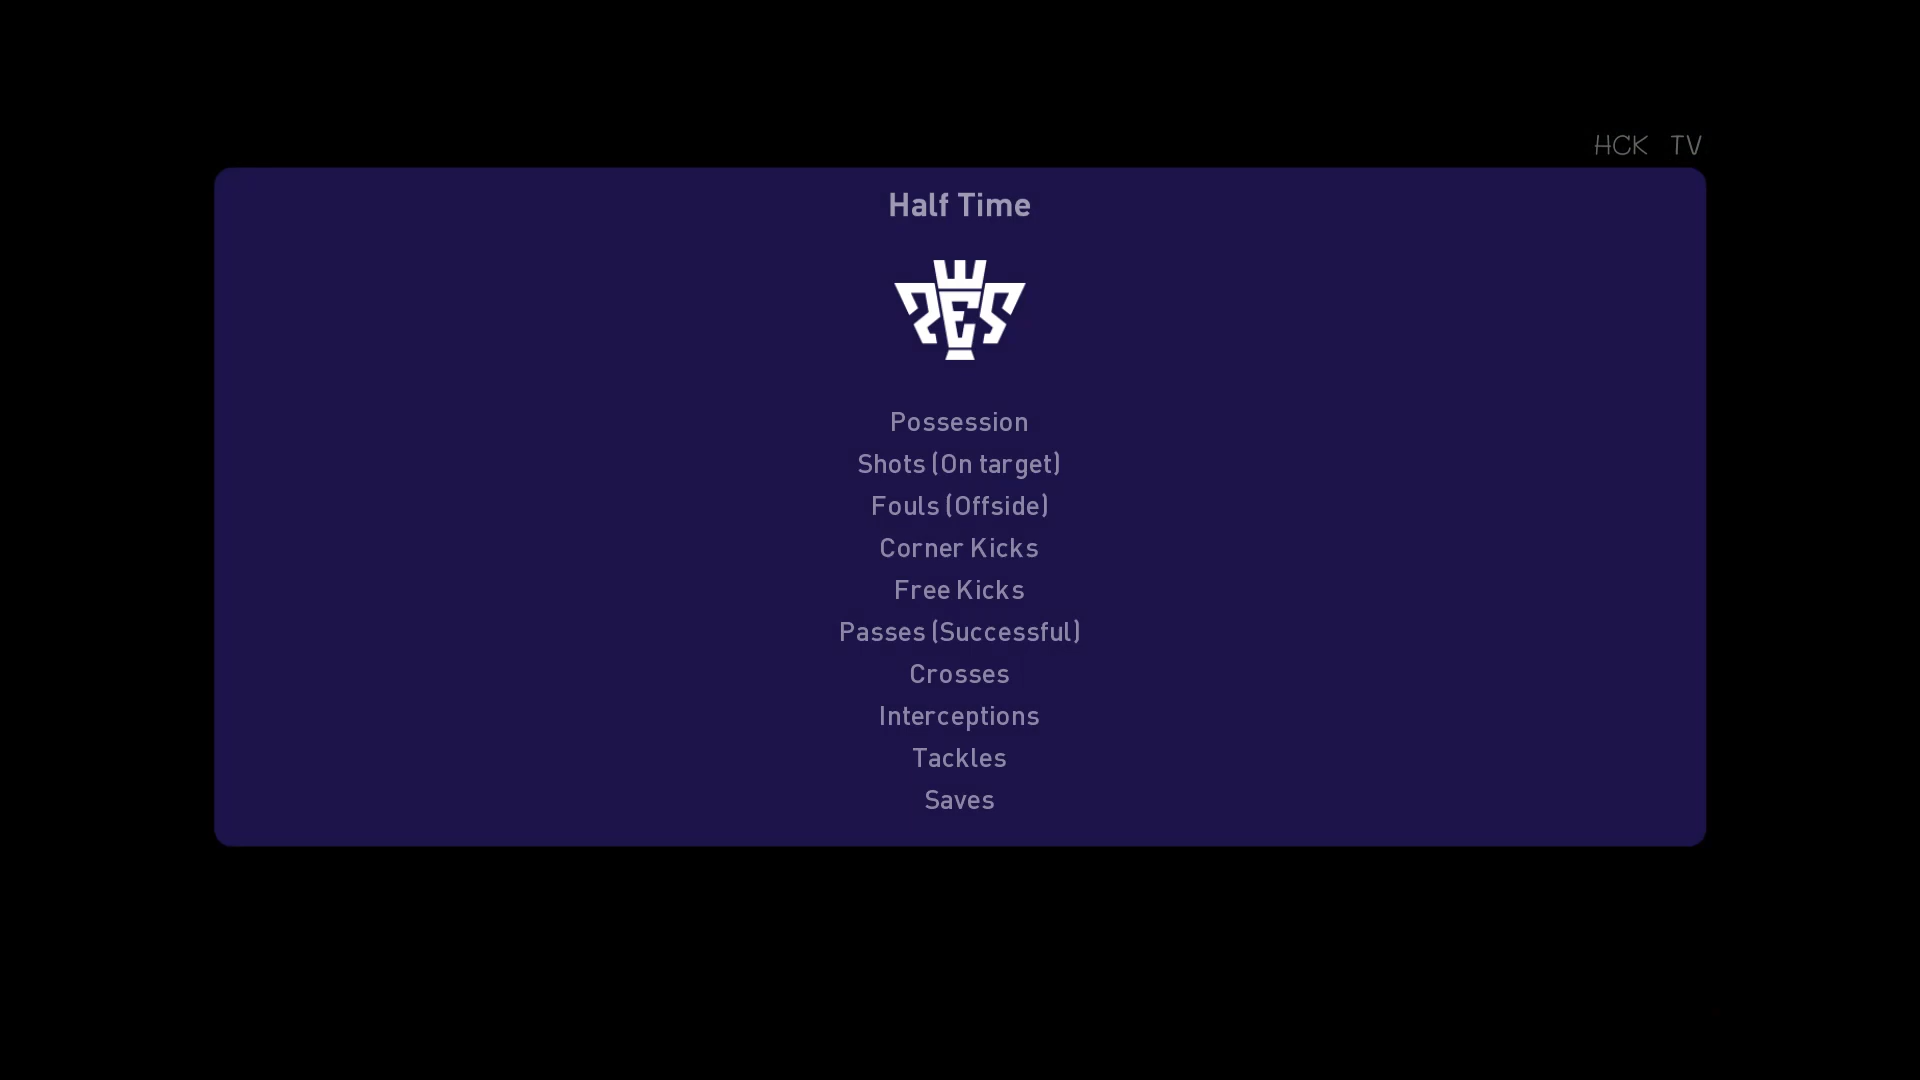 HCK TV
Half Time
PES
Possession
Shots (On target)
Fouls (Offside)
Corner Kicks
Free Kicks
Passes (Successful)
Crosses
Interceptions
Tackles
Saves